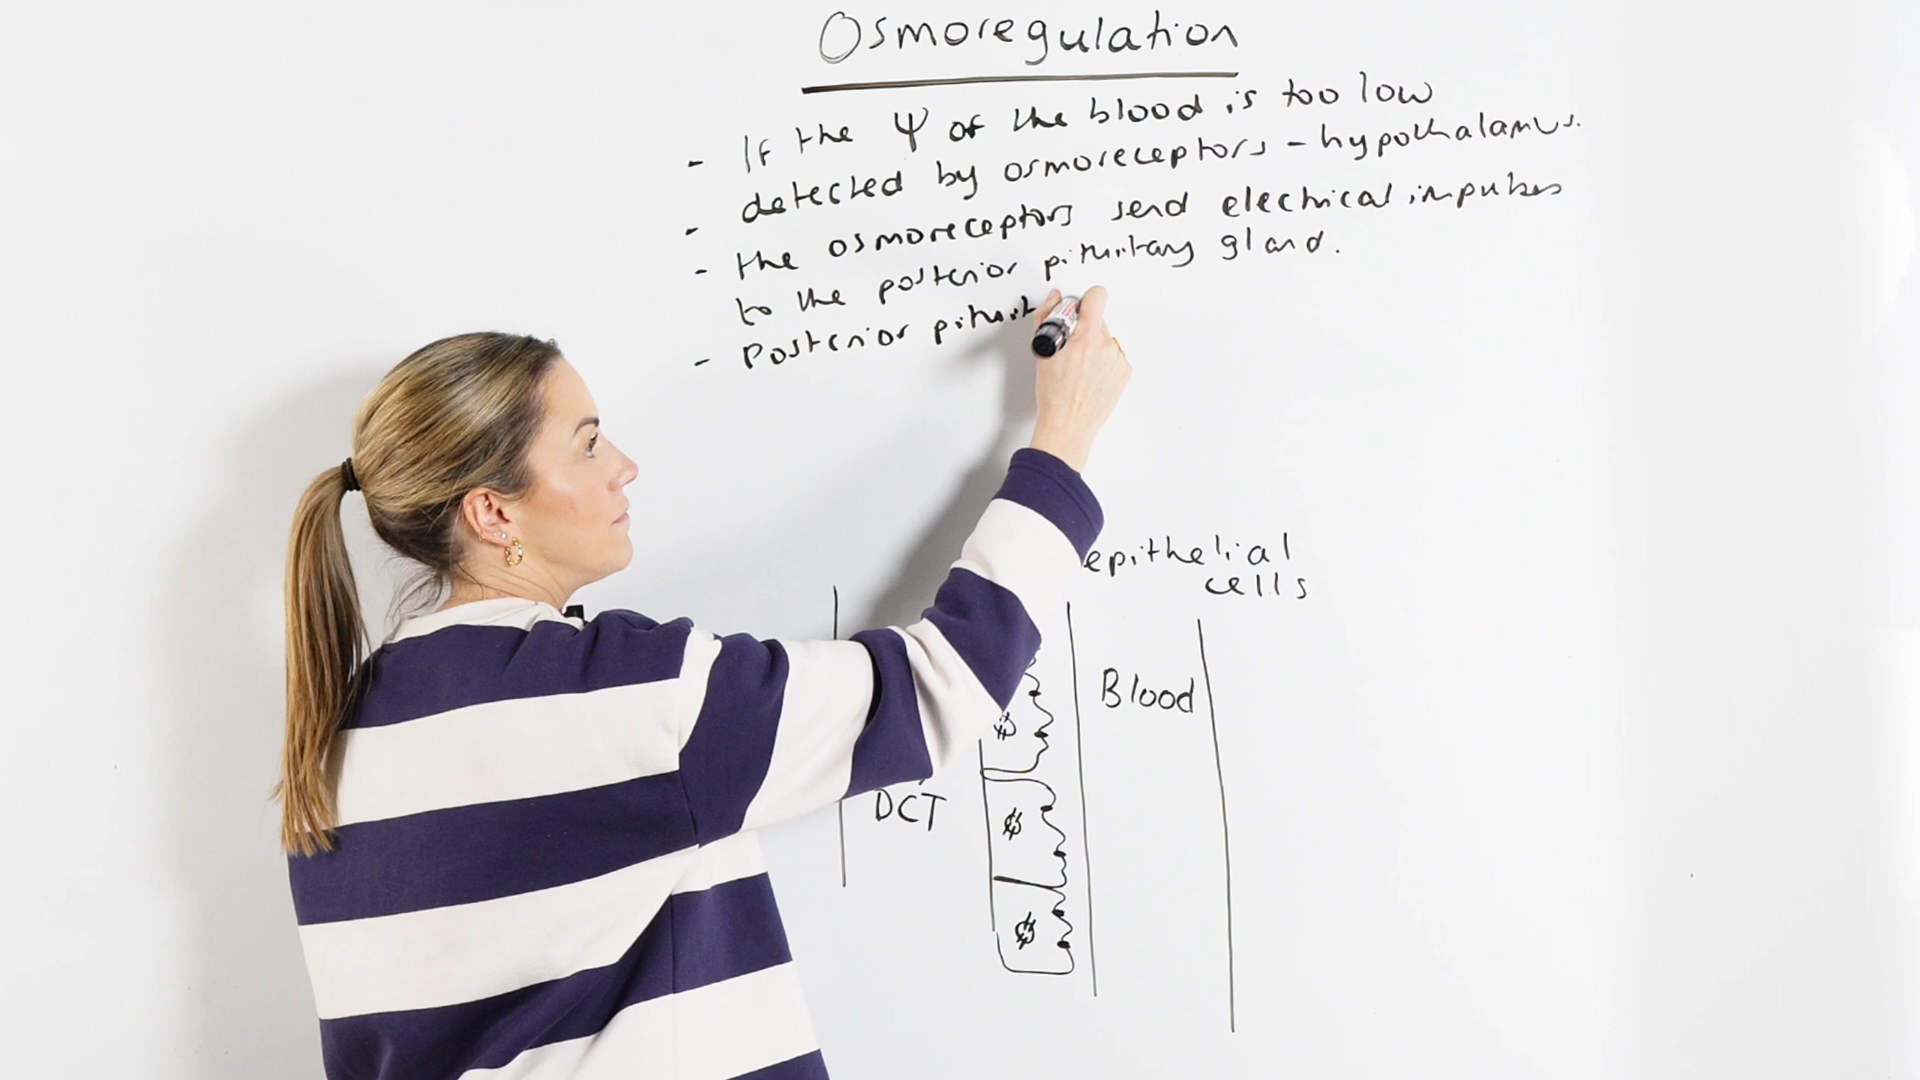 Osmoregulation
- If the Ψ of the blood is too low
- detected by osmoreceptors - hypothalamus.
- the osmoreceptors send electrical impulses
to the posterior pituitary gland.
- Posterior pituit
epithelial
cells
Blood
DCT